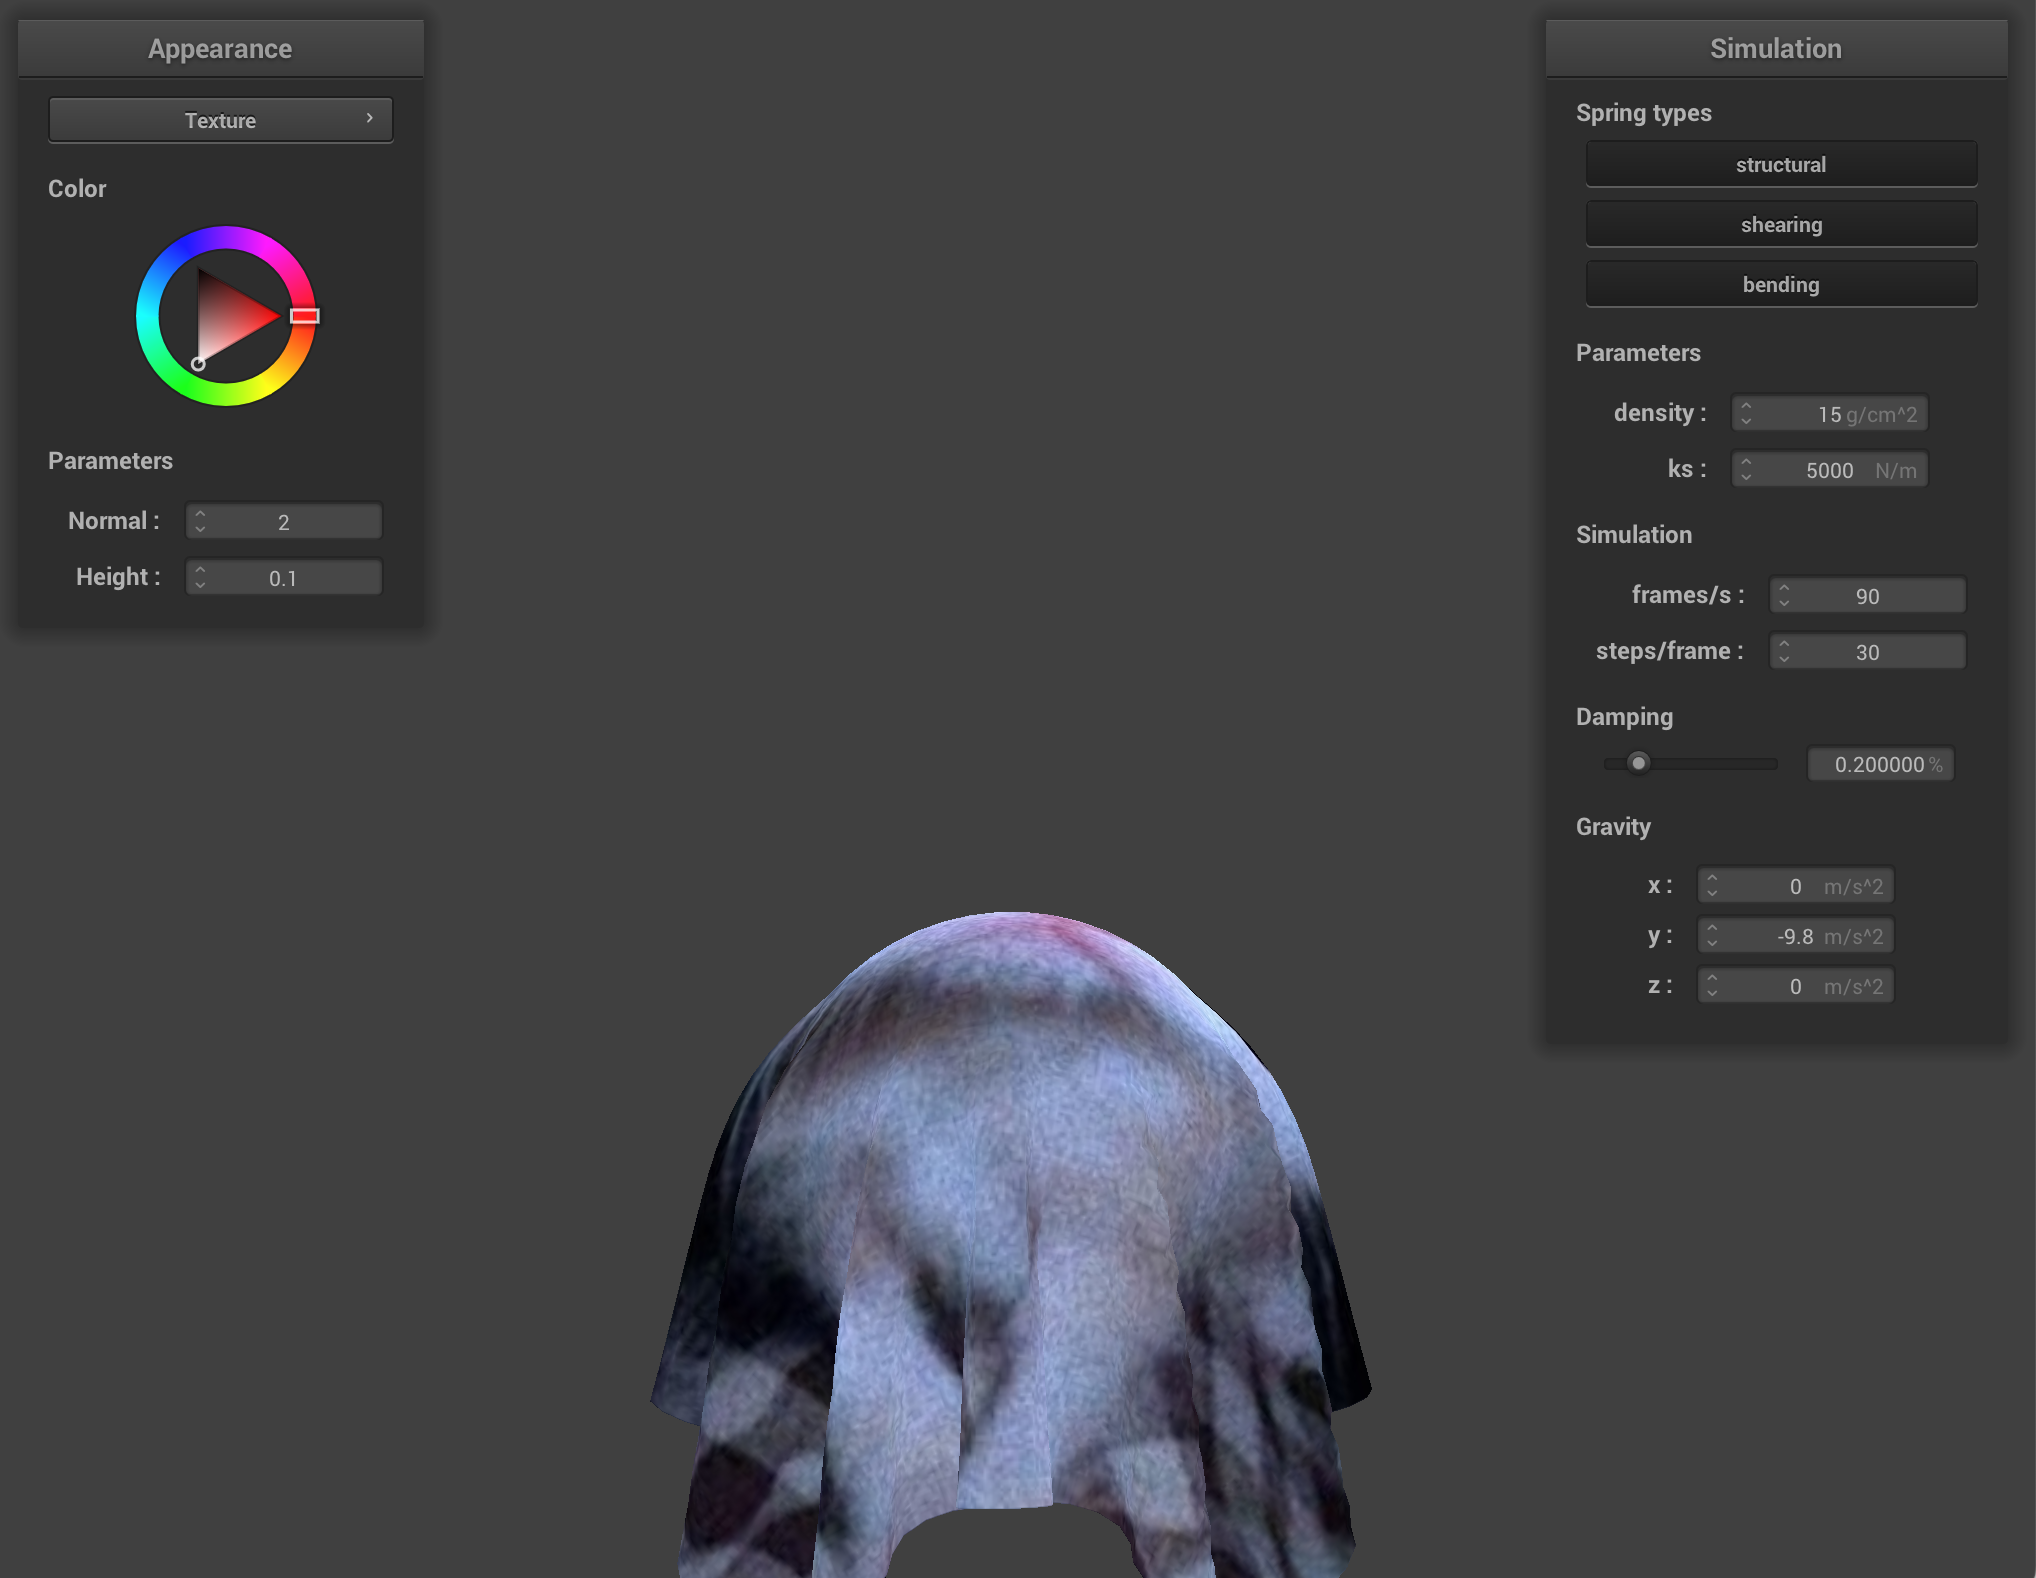 Appearance
Texture
Color
Parameters
Normal : 2
Height : 0.1
Simulation
Spring types
structural
shearing
bending
Parameters
density : 15 g/cm^2
ks : 5000 N/m
Simulation
frames/s : 90
steps/frame : 30
Damping
0.200000 %
Gravity
x : 0 m/s^2
y : -9.8 m/s^2
z : 0 m/s^2